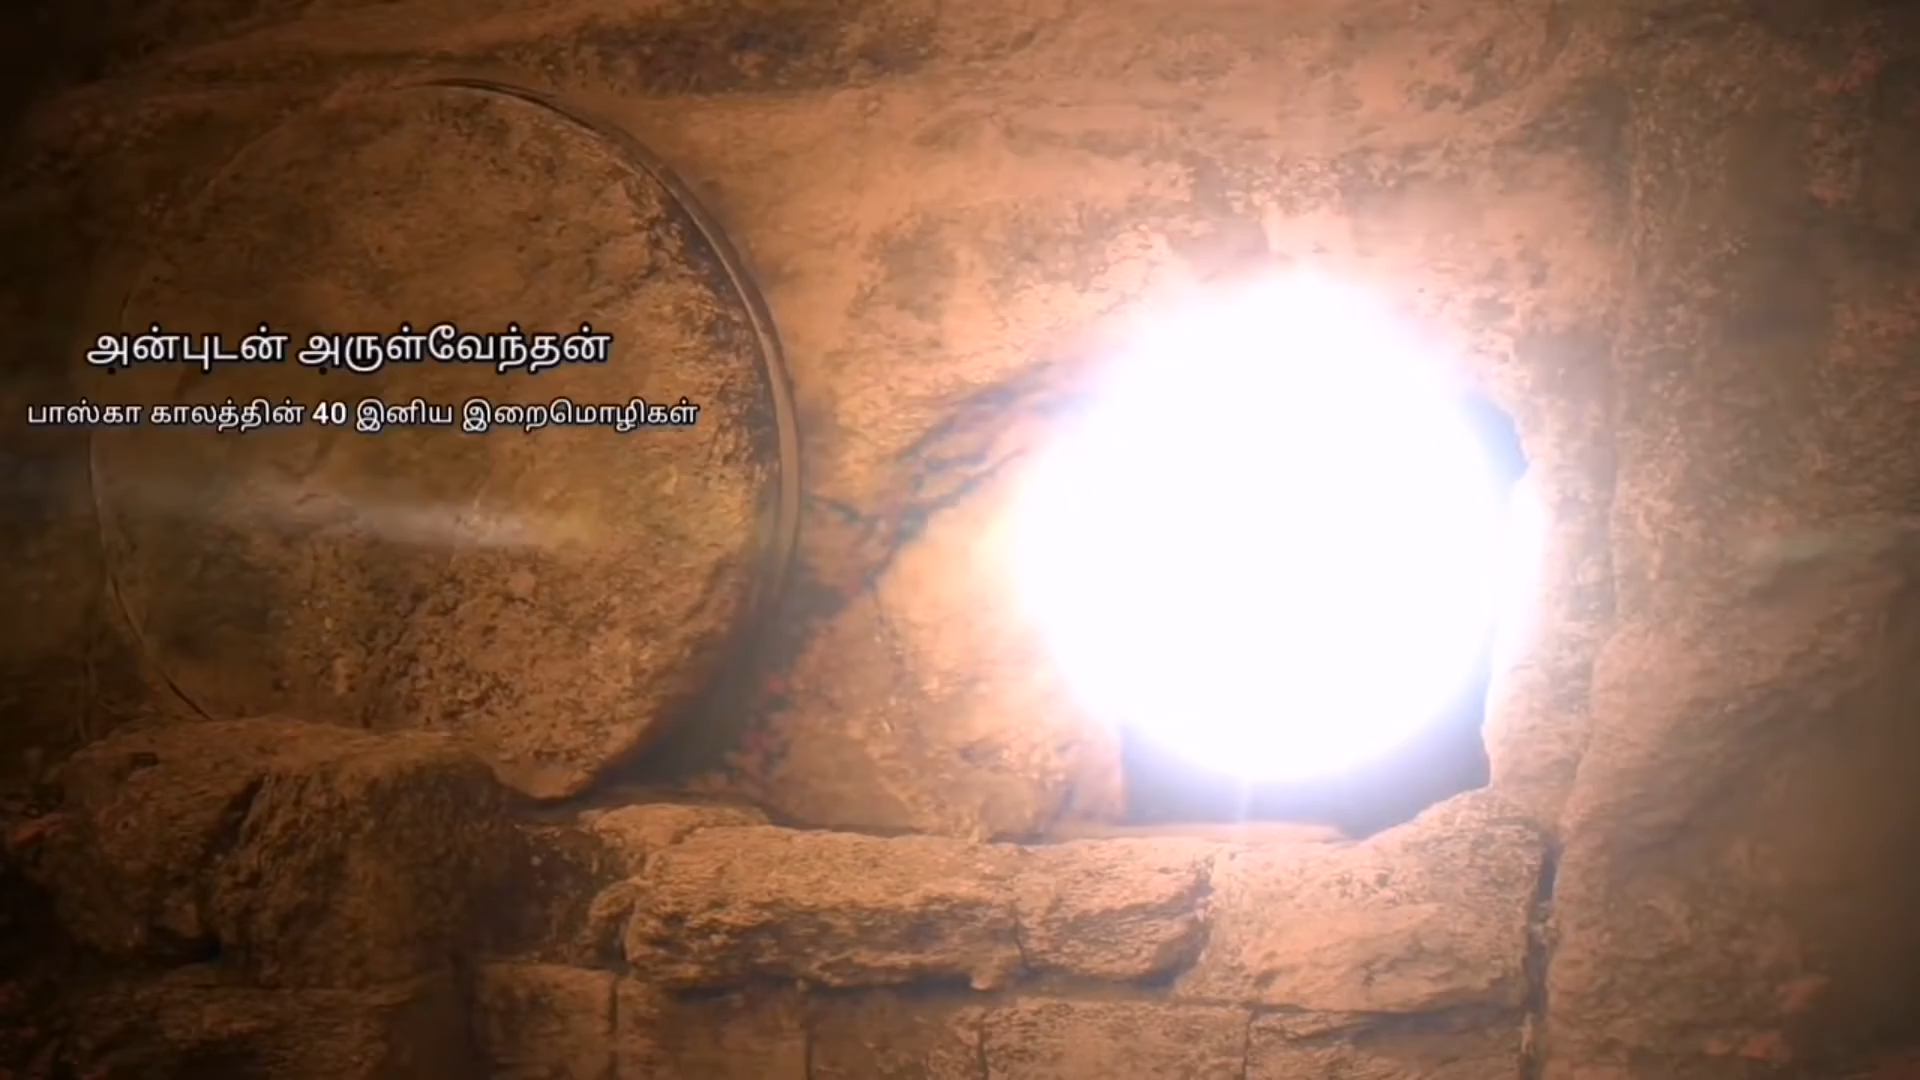 அன்புடன் அருள்வேந்தன்
பாஸ்கா காலத்தின் 40 இனிய இறைமொழிகள்